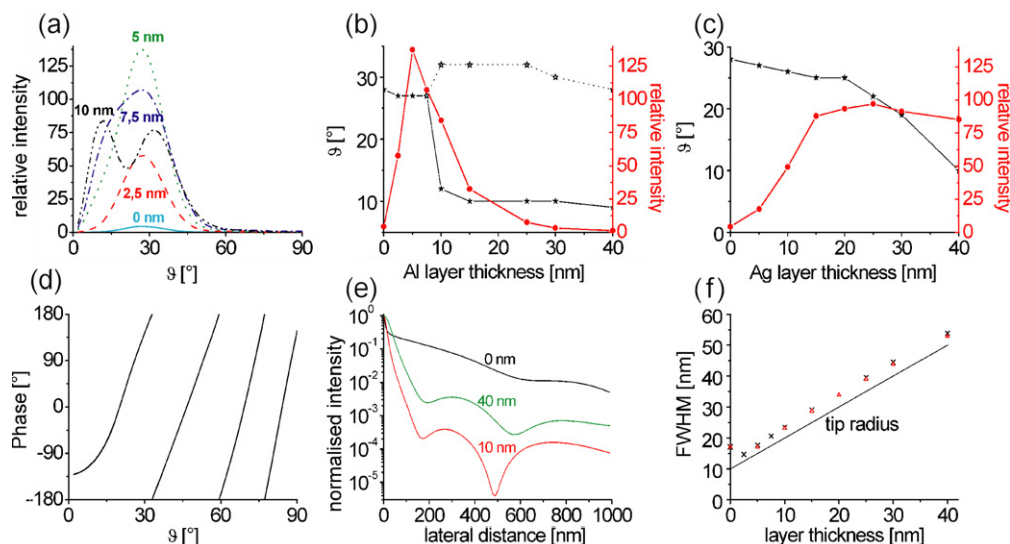 (a)
5 nm
10 nm
7,5 nm
2,5 nm
0 nm
125
100
75
50
25
0
relative intensity
0 30 60 90
ϑ [°]
(b)
30
20
10
ϑ [°]
125
100
75
50
25
0
relative intensity
0 10 20 30 40
Al layer thickness [nm]
(c)
30
20
10
0
ϑ [°]
125
100
75
50
25
0
relative intensity
0 10 20 30 40
Ag layer thickness [nm]
(d)
180
90
0
-90
-180
Phase [°]
0 30 60 90
ϑ [°]
(e)
10⁰
10⁻¹
10⁻²
10⁻³
10⁻⁴
10⁻⁵
normalised intensity
0 nm
40 nm
10 nm
0 200 400 600 800 1000
lateral distance [nm]
(f)
60
50
40
30
20
10
0
FWHM [nm]
tip radius
0 10 20 30 40
layer thickness [nm]